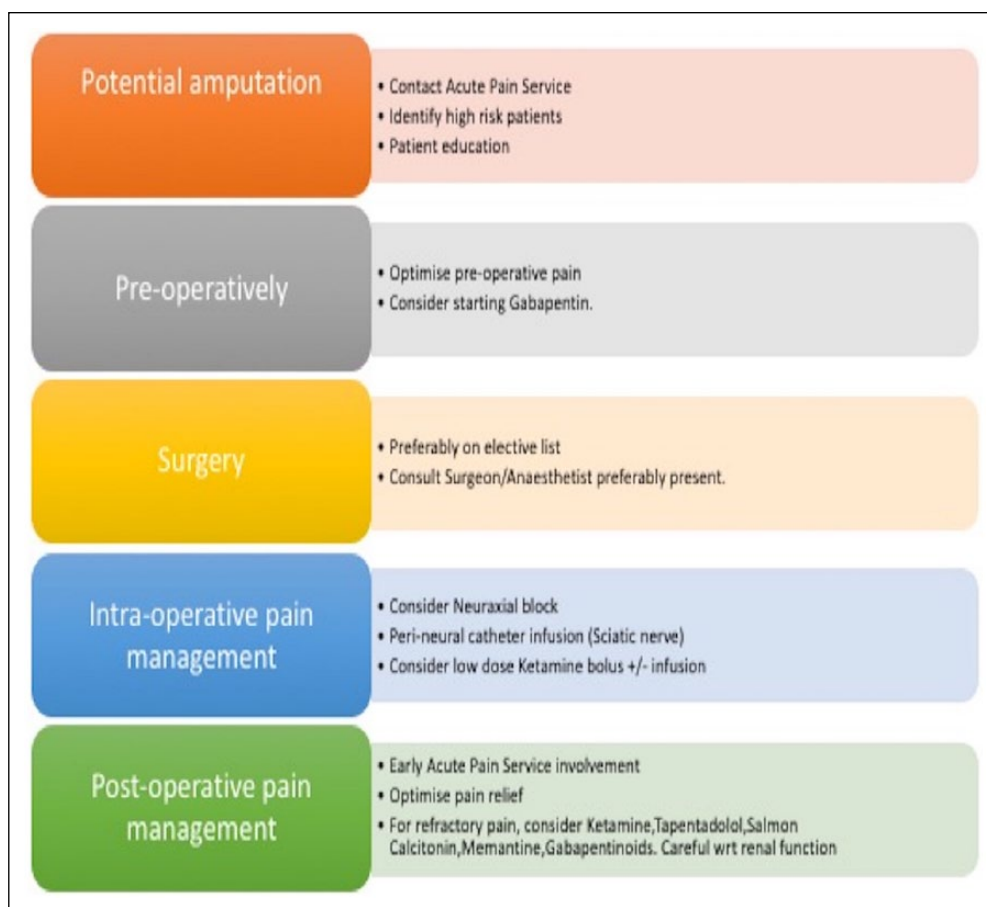 Potential amputation
• Contact Acute Pain Service
• Identify high risk patients
• Patient education
Pre-operatively
• Optimise pre-operative pain
• Consider starting Gabapentin.
Surgery
• Preferably on elective list
• Consult Surgeon/Anaesthetist preferably present.
Intra-operative pain
management
• Consider Neuraxial block
• Peri-neural catheter infusion (Sciatic nerve)
• Consider low dose Ketamine bolus +/- infusion
Post-operative pain
management
• Early Acute Pain Service involvement
• Optimise pain relief
• For refractory pain, consider Ketamine,Tapentadolol,Salmon
Calcitonin,Memantine,Gabapentinoids. Careful wrt renal function